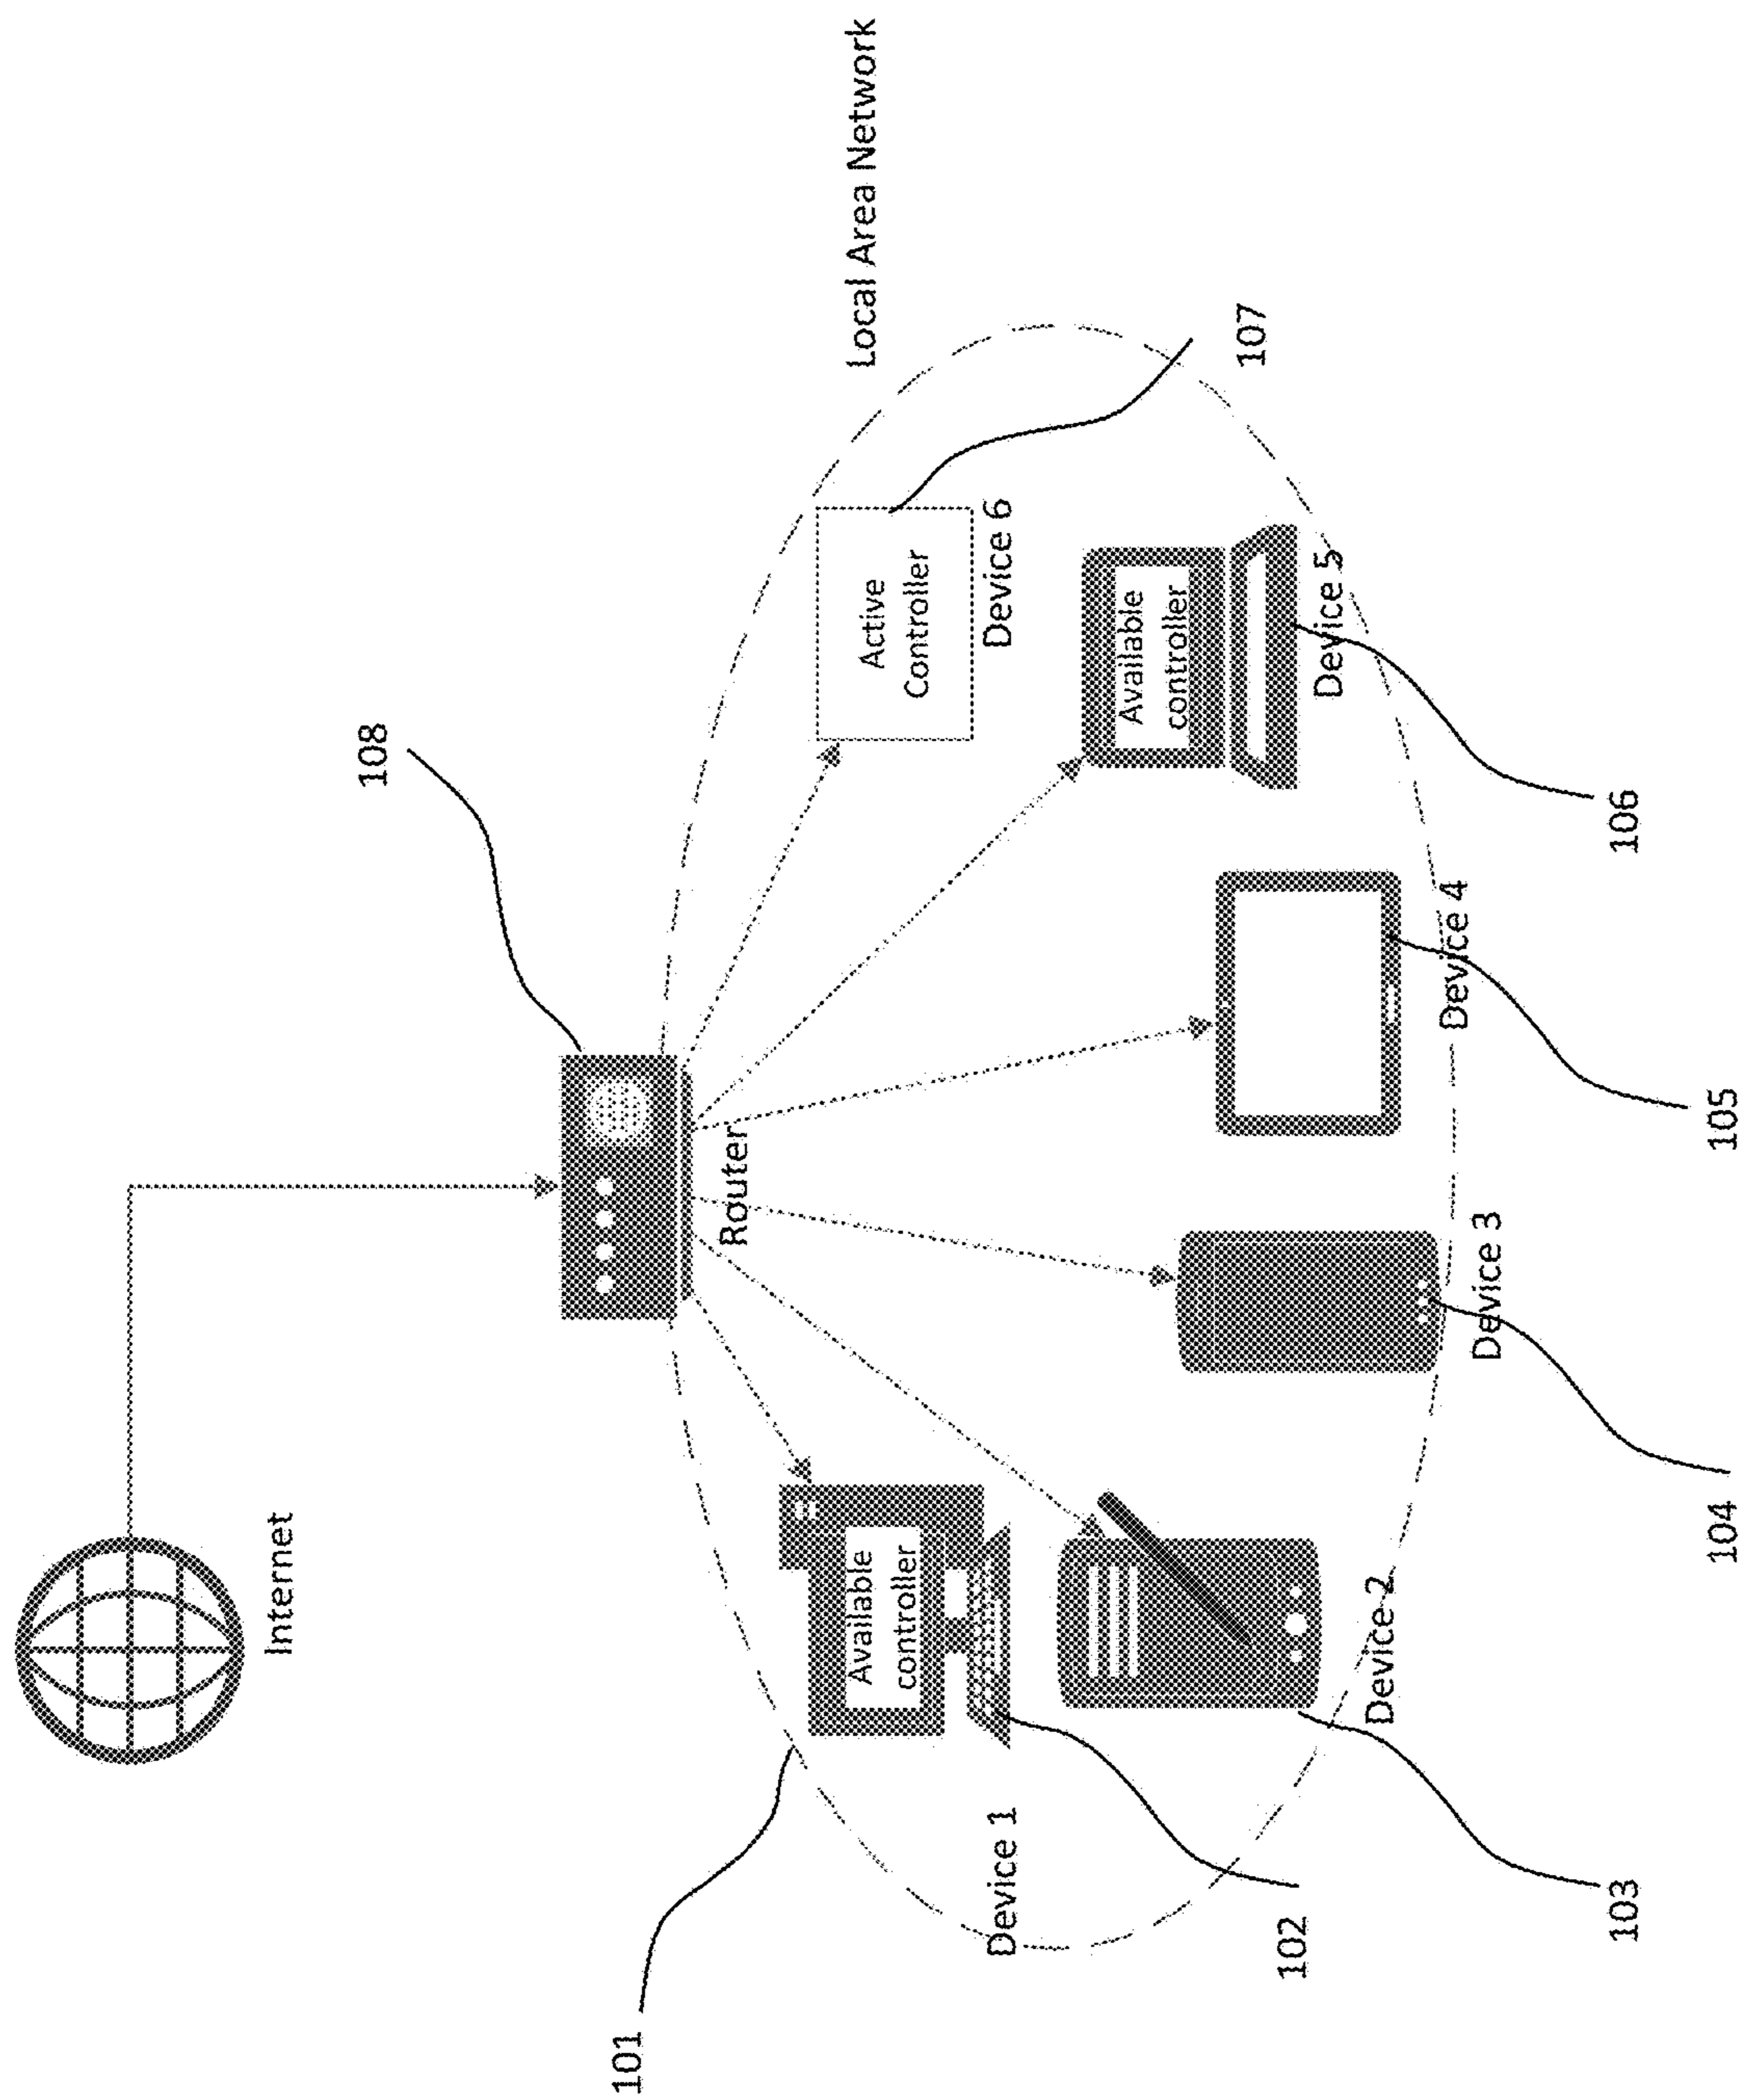 Internet
108
Router
Local Area Network
101
Available
controller
Device 1
102
Device 2
103
Device 3
104
Device 4
105
Available
controller
Device 5
106
Active
Controller
Device 6
107